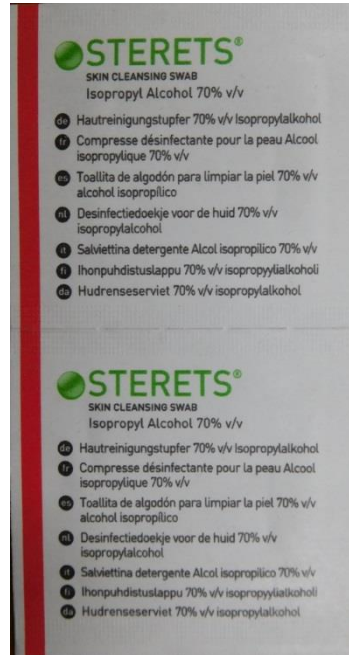 STERETS®
SKIN CLEANSING SWAB
Isopropyl Alcohol 70% v/v
de Hautreinigungstupfer 70% v/v Isopropylalkohol
fr Compresse désinfectante pour la peau Alcool
isopropylique 70% v/v
es Toallita de algodón para limpiar la piel 70% v/v
alcohol isopropílico
nl Desinfectiedoekje voor de huid 70% v/v
isopropylalcohol
it Salviettina detergente Alcol isopropilico 70% v/v
fi Ihonpuhdistuslappu 70% v/v isopropyylialkoholi
da Hudrenseserviet 70% v/v isopropylalkohol
STERETS®
SKIN CLEANSING SWAB
Isopropyl Alcohol 70% v/v
de Hautreinigungstupfer 70% v/v Isopropylalkohol
fr Compresse désinfectante pour la peau Alcool
isopropylique 70% v/v
es Toallita de algodón para limpiar la piel 70% v/v
alcohol isopropílico
nl Desinfectiedoekje voor de huid 70% v/v
isopropylalcohol
it Salviettina detergente Alcol isopropilico 70% v/v
fi Ihonpuhdistuslappu 70% v/v isopropyylialkoholi
da Hudrenseserviet 70% v/v isopropylalkohol